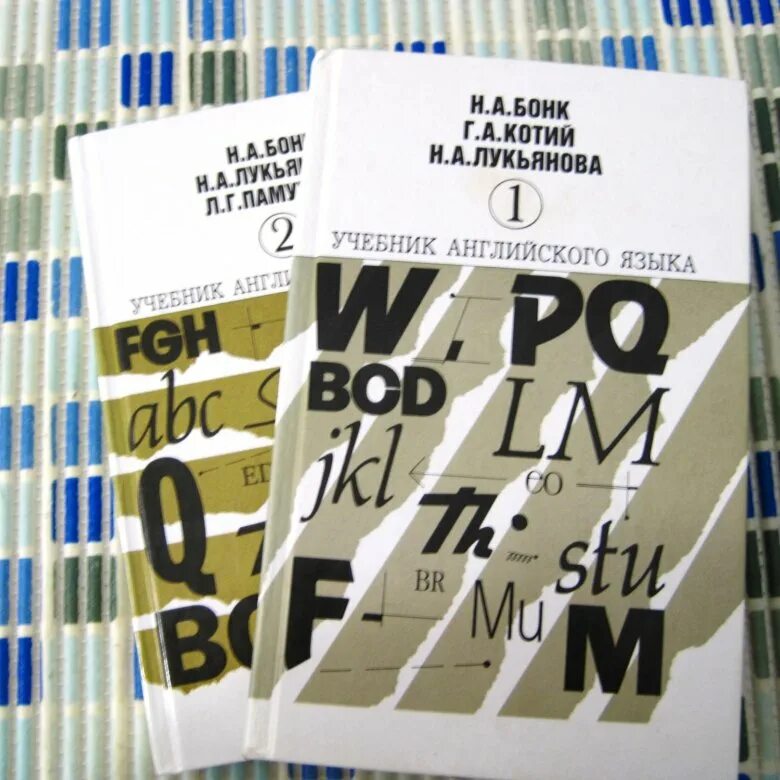 Н.А.БОНК
Г.А.КОТИЙ
Н.А.ЛУКЬЯНОВА
1
УЧЕБНИК АНГЛИЙСКОГО ЯЗЫКА
W. PQ
BCD
LM
jkl
eo
Th
stu
BR
Mu
F
M
Н.А.
Н.А.
Л.Г.
2
УЧЕБНИК
FGH
abc
Q